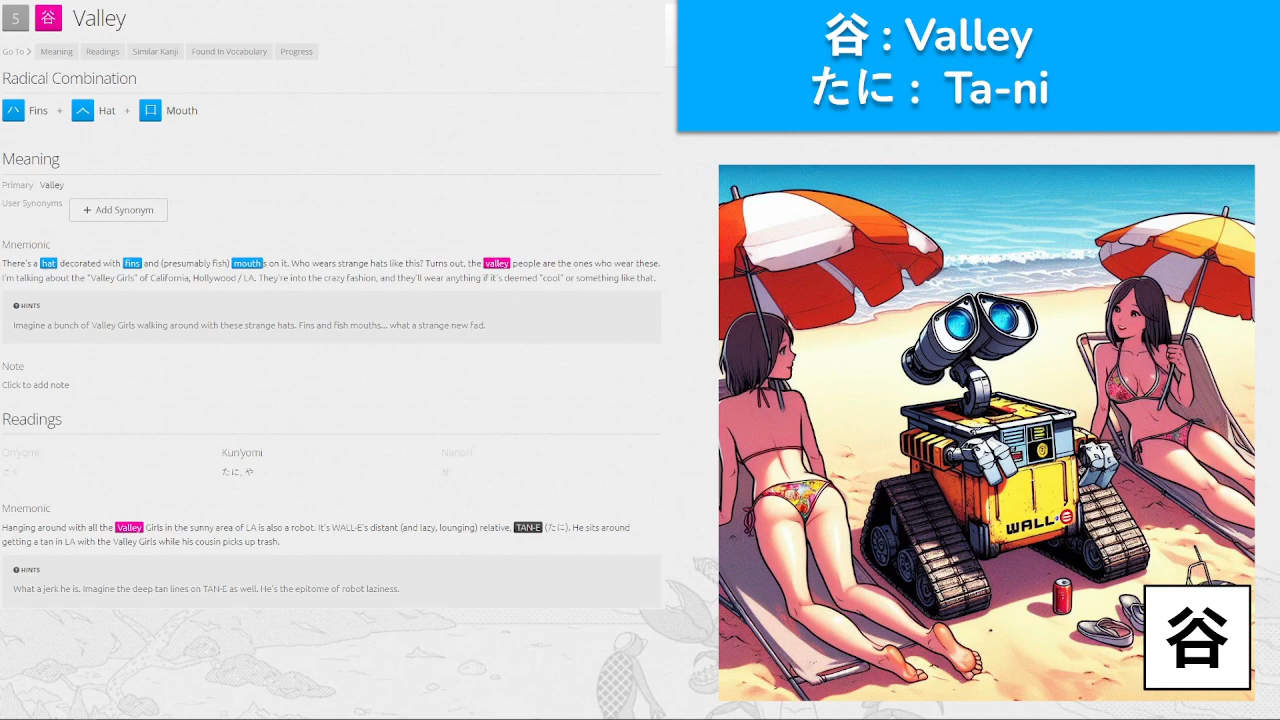 5 谷 Valley
Go To Meaning Readings Similar Kanji Found In Vocabulary Progress
Radical Combination
ハ Fins + 𠆢 Hat + 口 Mouth
Meaning
Primary Valley
User Synonyms + Add Synonym
Mnemonic
There's a hat decorated with fins and (presumably fish) mouths on it. Who wears strange hats like this? Turns out, the valley people are the ones who wear these.
I'm talking about the "Valley Girls" of California, Hollywood / LA. They're into the crazy fashion, and they'll wear anything if it's deemed "cool" or something like that.
HINTS
Imagine a bunch of Valley Girls walking around with these strange hats. Fins and fish mouths... what a strange new fad.
Note
Click to add note
Readings
On'yomi Kun'yomi Nanori
こく たに, や
Mnemonic
Hanging around with all the Valley Girls in the sunny area of LA is also a robot. It's WALL-E's distant (and lazy, lounging) relative, TAN-E (たに). He sits around
getting a tan in LA with the Valley Girls while his cousin picks up trash.
HINTS
What a jerk he is. Imagine the deep tan lines on TAN-E as well. He's the epitome of robot laziness.
谷 : Valley
たに : Ta-ni
WALL·E
谷